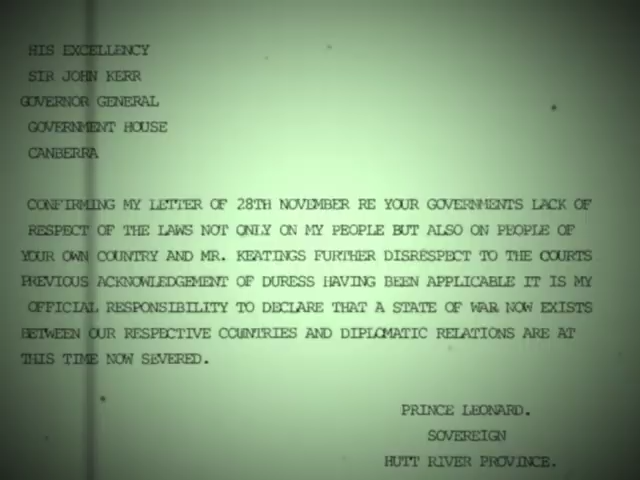 HIS EXCELLENCY
SIR JOHN KERR
GOVERNOR GENERAL
GOVERNMENT HOUSE
CANBERRA
CONFIRMING MY LETTER OF 28TH NOVEMBER RE YOUR GOVERNMENTS LACK OF
RESPECT OF THE LAWS NOT ONLY ON MY PEOPLE BUT ALSO ON PEOPLE OF
YOUR OWN COUNTRY AND MR. KEATINGS FURTHER DISRESPECT TO THE COURTS
PREVIOUS ACKNOWLEDGEMENT OF DURESS HAVING BEEN APPLICABLE IT IS MY
OFFICIAL RESPONSIBILITY TO DECLARE THAT A STATE OF WAR NOW EXISTS
BETWEEN OUR RESPECTIVE COUNTRIES AND DIPLOMATIC RELATIONS ARE AT
THIS TIME NOW SEVERED.
PRINCE LEONARD.
SOVEREIGN
HUTT RIVER PROVINCE.